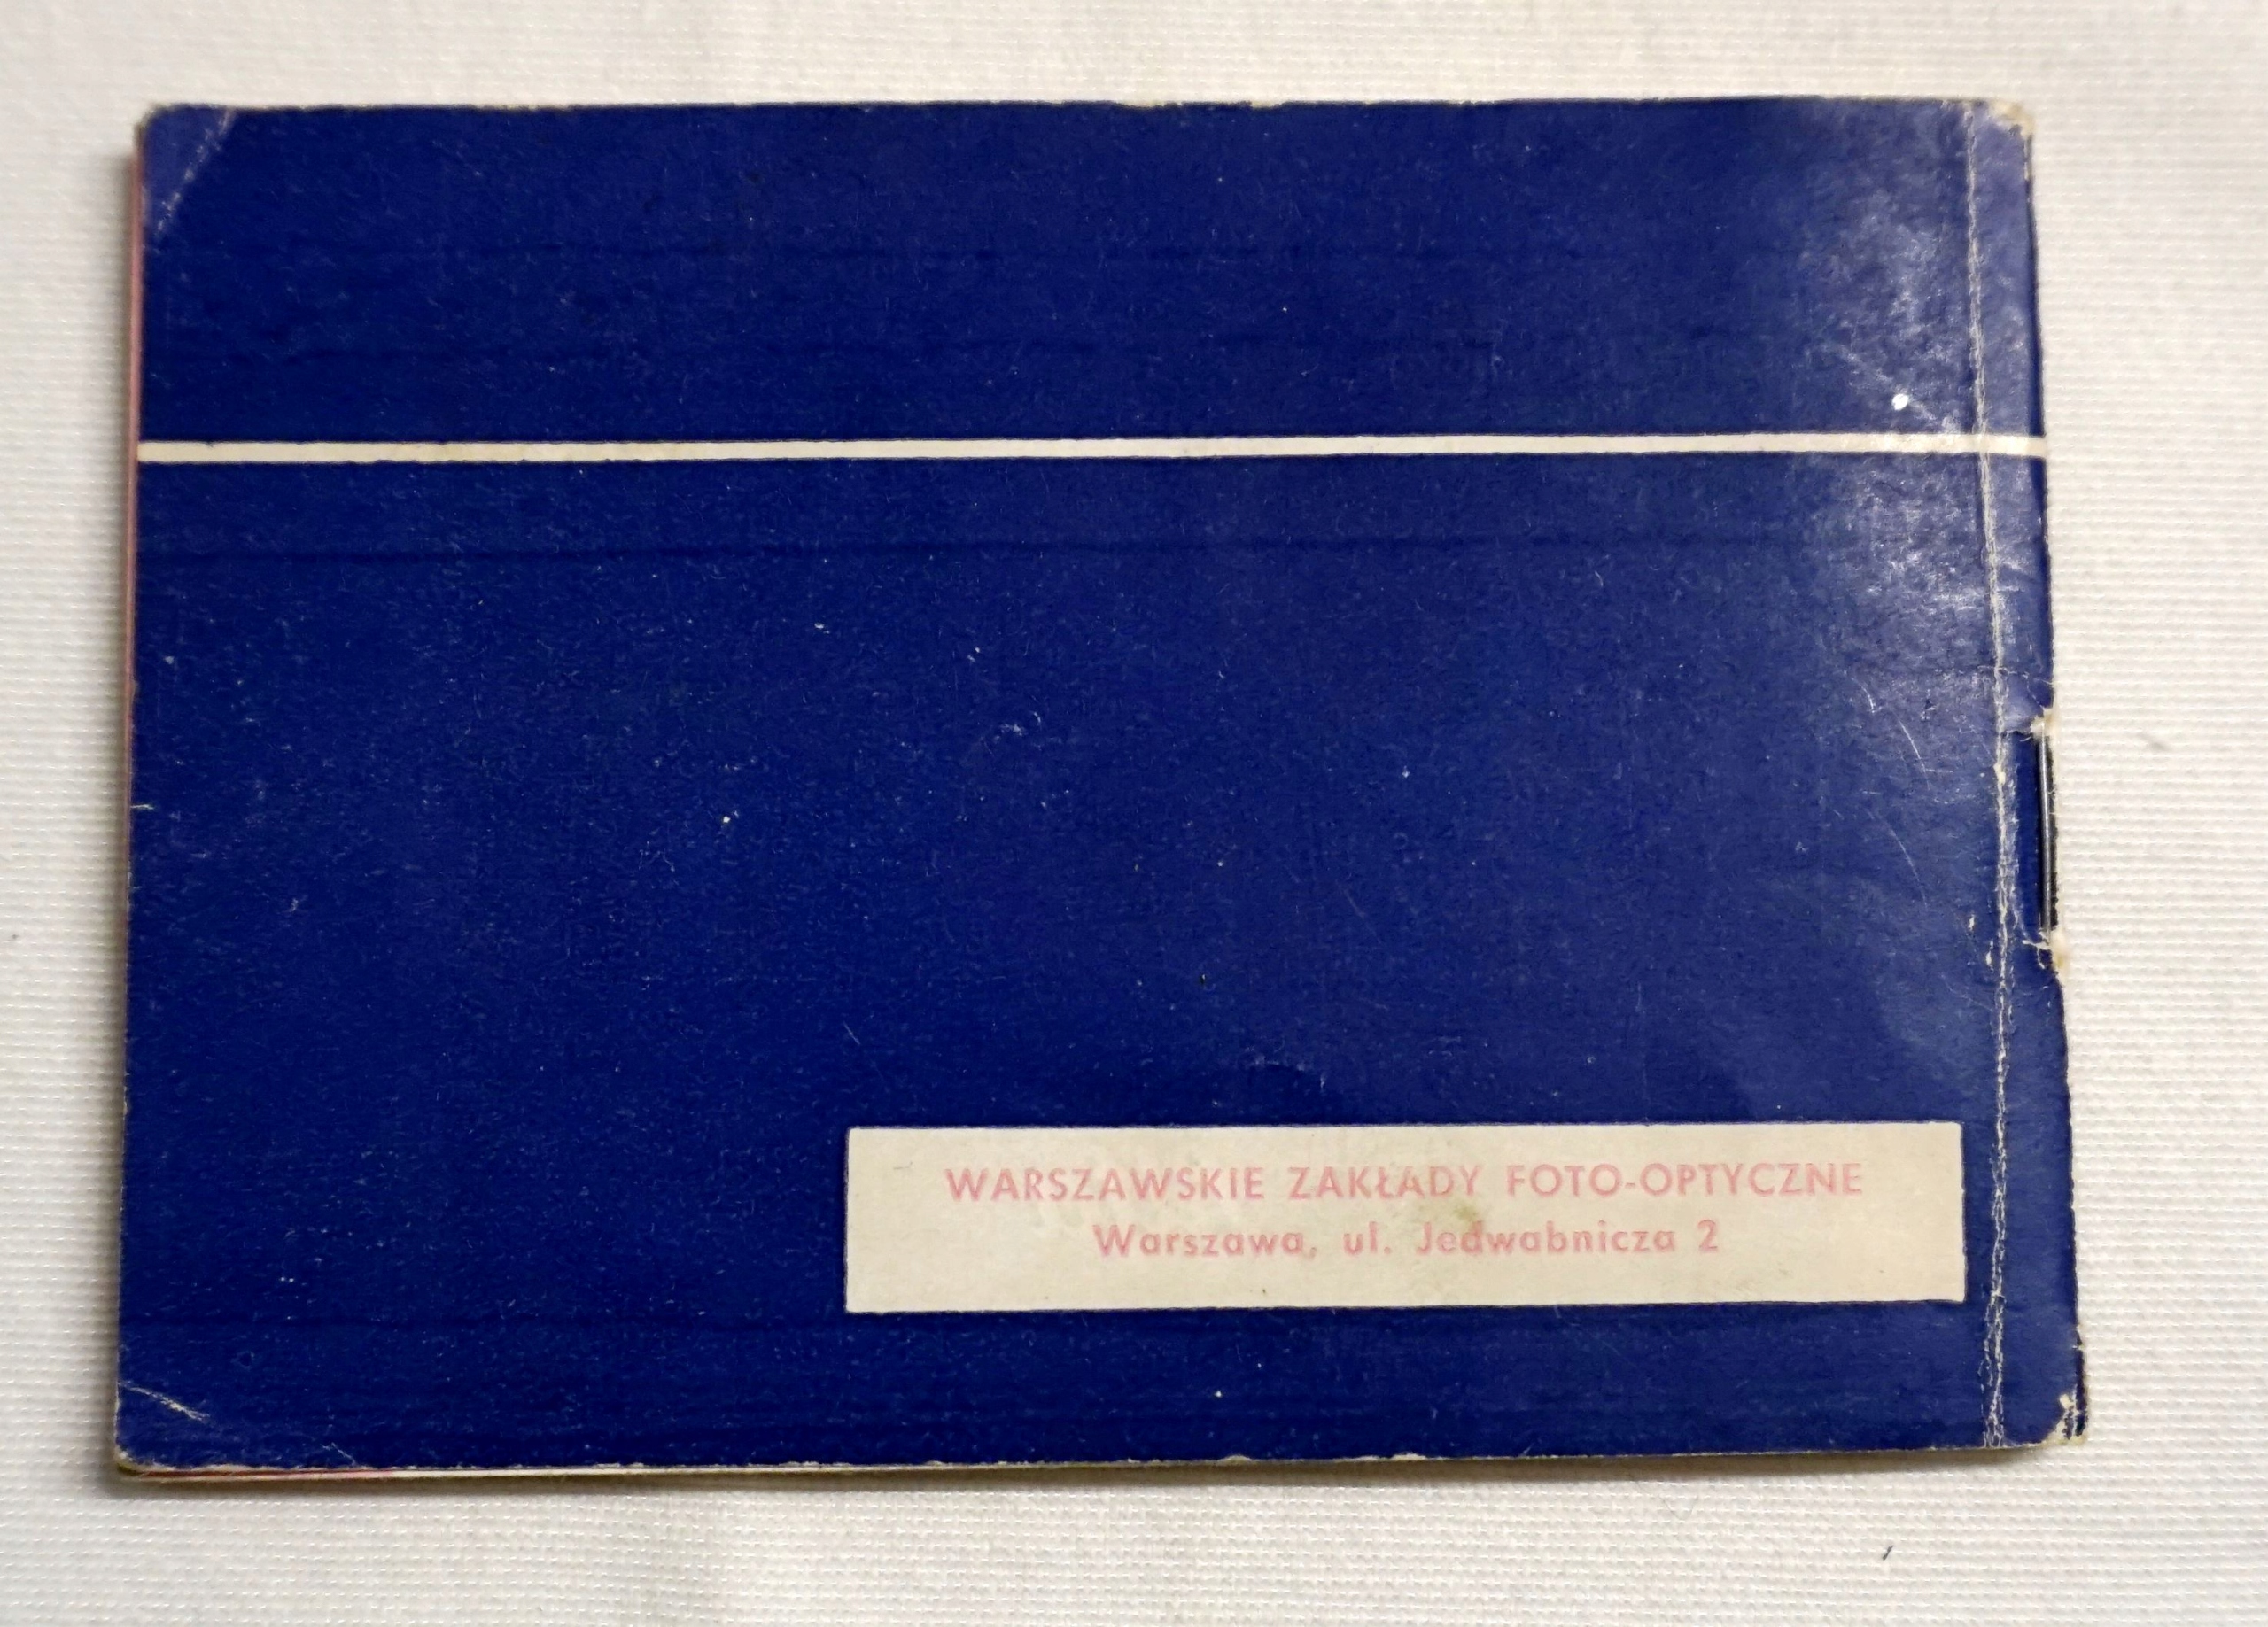 WARSZAWSKIE ZAKŁADY FOTO-OPTYCZNE
Warszawa, ul. Jedwabnicza 2